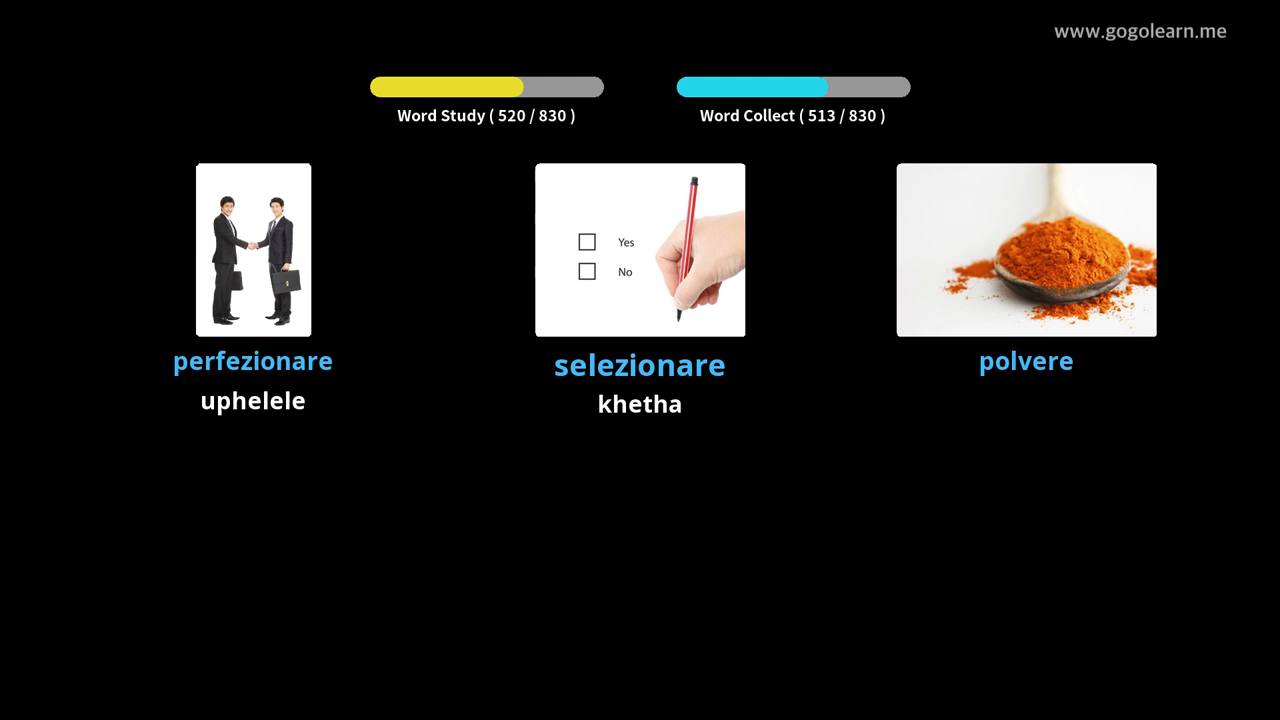 www.gogolearn.me
Word Study ( 520 / 830 )
Word Collect ( 513 / 830 )
Yes
No
perfezionare
selezionare
polvere
uphelele
khetha